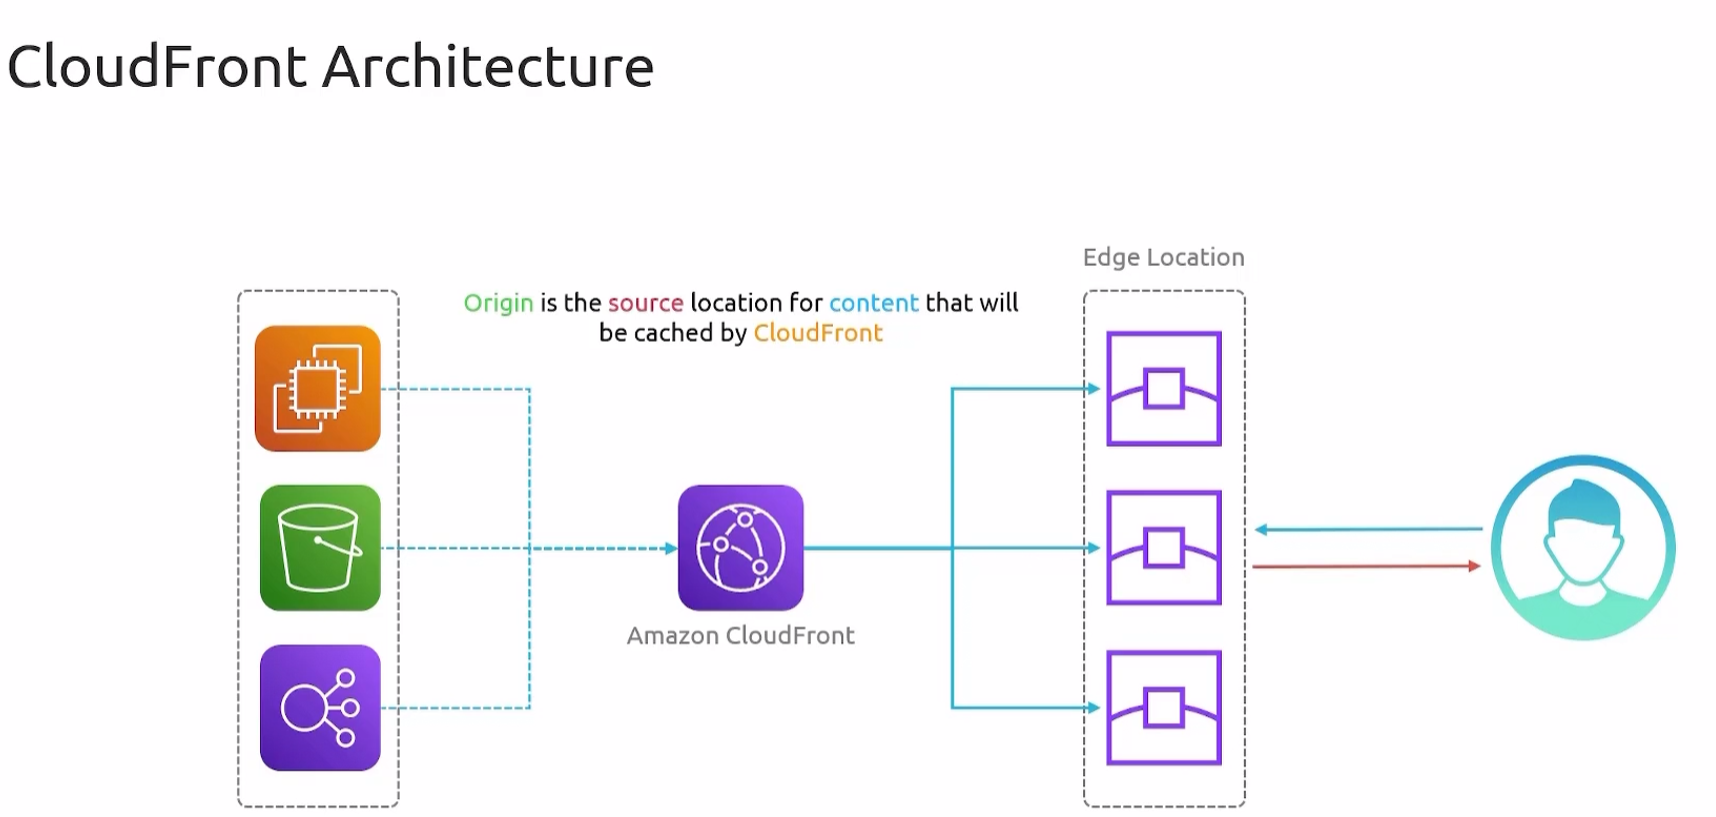 CloudFront Architecture
Edge Location
Origin is the source location for content that will
be cached by CloudFront
Amazon CloudFront